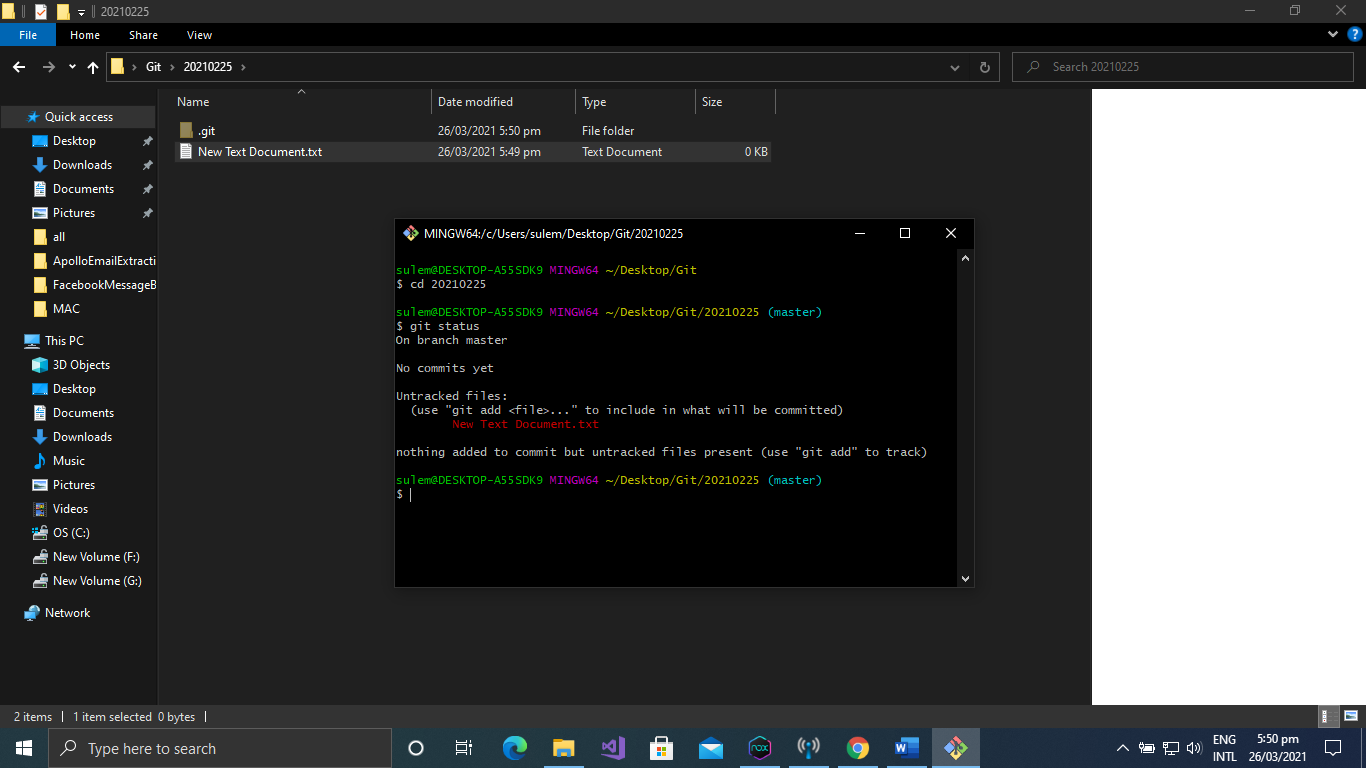 20210225
File Home Share View
Git 20210225
Search 20210225
Name Date modified Type Size
.git 26/03/2021 5:50 pm File folder
New Text Document.txt 26/03/2021 5:49 pm Text Document 0 KB
Quick access
Desktop
Downloads
Documents
Pictures
all
ApolloEmailExtracti
FacebookMessageB
MAC
This PC
3D Objects
Desktop
Documents
Downloads
Music
Pictures
Videos
OS (C:)
New Volume (F:)
New Volume (G:)
Network
MINGW64:/c/Users/sulem/Desktop/Git/20210225
sulem@DESKTOP-A55SDK9 MINGW64 ~/Desktop/Git
$ cd 20210225
sulem@DESKTOP-A55SDK9 MINGW64 ~/Desktop/Git/20210225 (master)
$ git status
On branch master
No commits yet
Untracked files:
(use "git add <file>..." to include in what will be committed)
New Text Document.txt
nothing added to commit but untracked files present (use "git add" to track)
sulem@DESKTOP-A55SDK9 MINGW64 ~/Desktop/Git/20210225 (master)
$
2 items 1 item selected 0 bytes
Type here to search
nox
ENG
INTL
5:50 pm
26/03/2021